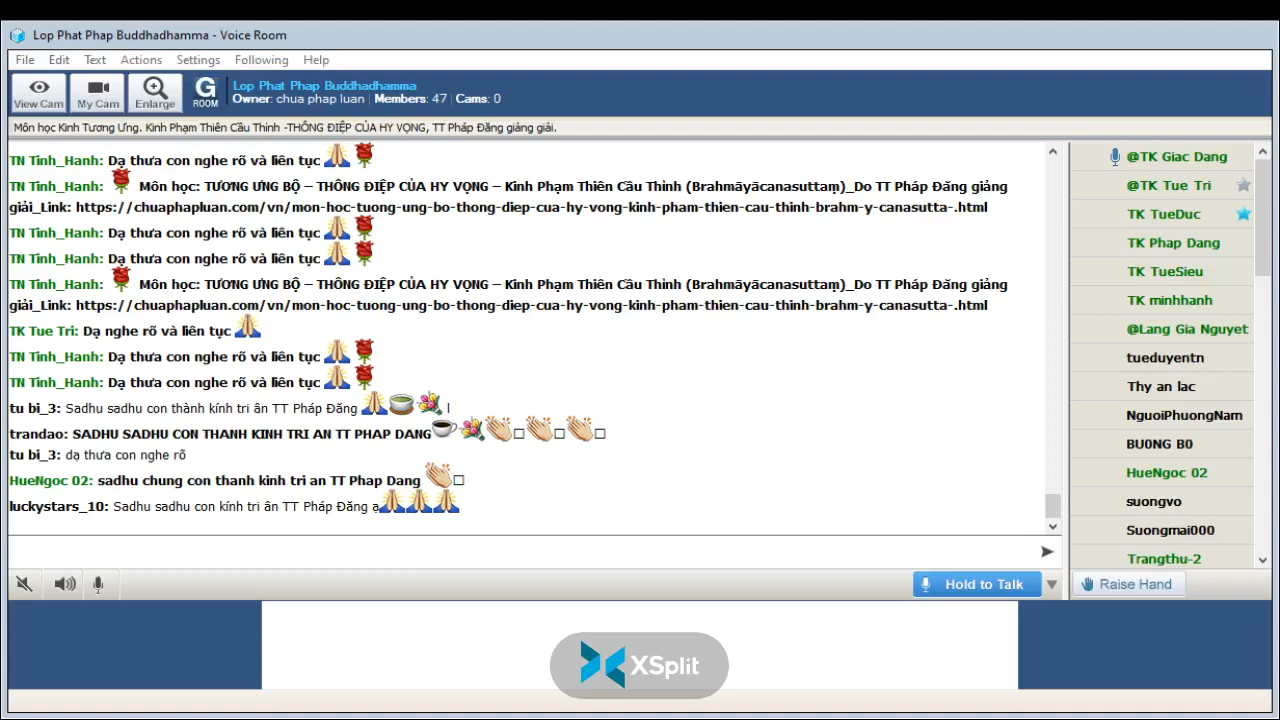 Lop Phat Phap Buddhadhamma - Voice Room
File Edit Text Actions Settings Following Help
View Cam My Cam Enlarge G ROOM
Lop Phat Phap Buddhadhamma
Owner: chua phap luan | Members: 47 | Cams: 0
Môn học Kinh Tương Ưng. Kinh Phạm Thiên Cầu Thỉnh -THÔNG ĐIỆP CỦA HY VỌNG, TT Pháp Đăng giảng giải.
TN Tinh_Hanh: Dạ thưa con nghe rõ và liên tục
TN Tinh_Hanh: Môn học: TƯƠNG ƯNG BỘ – THÔNG ĐIỆP CỦA HY VỌNG – Kinh Phạm Thiên Cầu Thỉnh (Brahmāyācanasuttaṃ)_Do TT Pháp Đăng giảng
giải_Link: https://chuaphapluan.com/vn/mon-hoc-tuong-ung-bo-thong-diep-cua-hy-vong-kinh-pham-thien-cau-thinh-brahm-y-canasutta-.html
TN Tinh_Hanh: Dạ thưa con nghe rõ và liên tục
TN Tinh_Hanh: Dạ thưa con nghe rõ và liên tục
TN Tinh_Hanh: Môn học: TƯƠNG ƯNG BỘ – THÔNG ĐIỆP CỦA HY VỌNG – Kinh Phạm Thiên Cầu Thỉnh (Brahmāyācanasuttaṃ)_Do TT Pháp Đăng giảng
giải_Link: https://chuaphapluan.com/vn/mon-hoc-tuong-ung-bo-thong-diep-cua-hy-vong-kinh-pham-thien-cau-thinh-brahm-y-canasutta-.html
TK Tue Tri: Dạ nghe rõ và liên tục
TN Tinh_Hanh: Dạ thưa con nghe rõ và liên tục
TN Tinh_Hanh: Dạ thưa con nghe rõ và liên tục
tu bi_3: Sadhu sadhu con thành kính tri ân TT Pháp Đăng |
trandao: SADHU SADHU CON THANH KINH TRI AN TT PHAP DANG
tu bi_3: dạ thưa con nghe rõ
HueNgoc 02: sadhu chung con thanh kinh tri an TT Phap Dang
luckystars_10: Sadhu sadhu con kính tri ân TT Pháp Đăng ạ
Hold to Talk
@TK Giac Dang
@TK Tue Tri
TK TueDuc
TK Phap Dang
TK TueSieu
TK minhhanh
@Lang Gia Nguyet
tueduyentn
Thy an lac
NguoiPhuongNam
BU0NG B0
HueNgoc 02
suongvo
Suongmai000
Trangthu-2
Raise Hand
XSplit